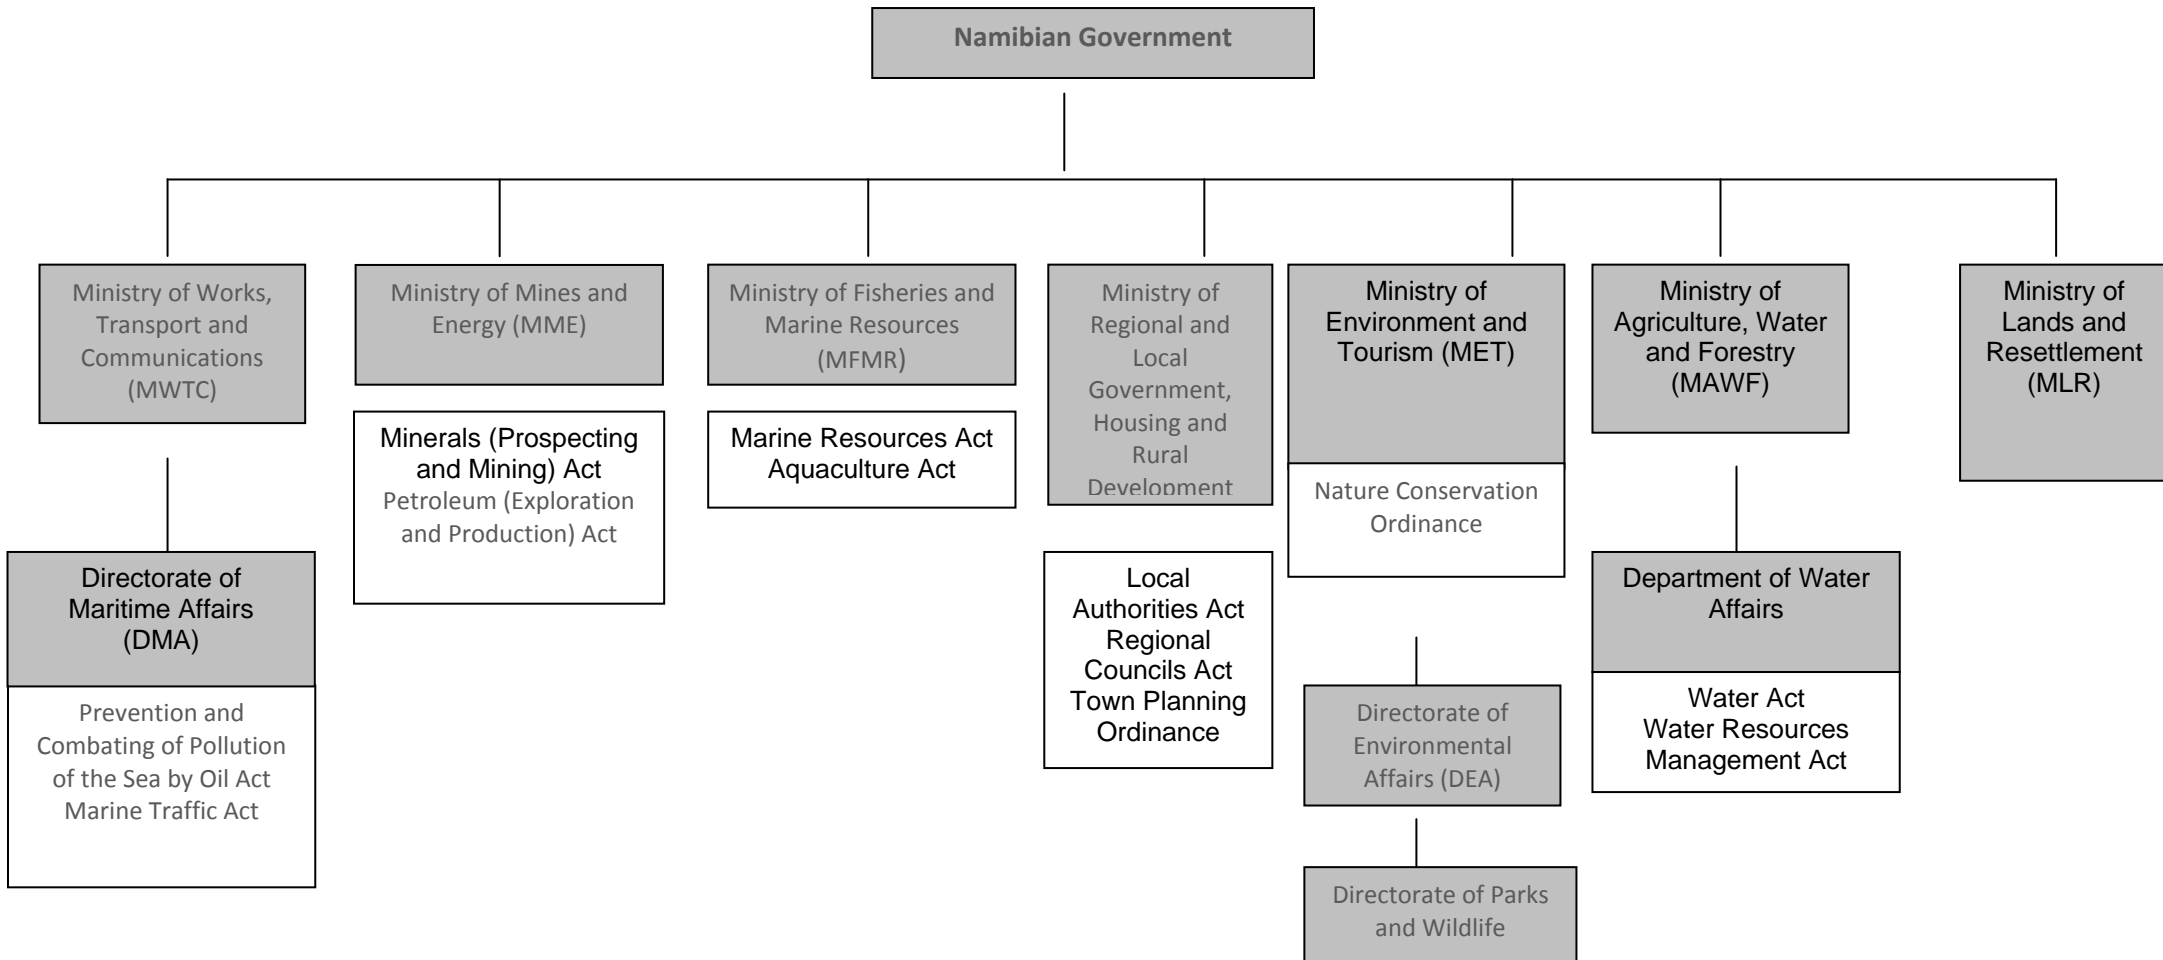 Namibian Government
Ministry of Works,
Transport and
Communications
(MWTC)
Ministry of Mines and
Energy (MME)
Ministry of Fisheries and
Marine Resources
(MFMR)
Ministry of
Regional and
Local
Government,
Housing and
Rural
Development
Ministry of
Environment and
Tourism (MET)
Ministry of
Agriculture, Water
and Forestry
(MAWF)
Ministry of
Lands and
Resettlement
(MLR)
Minerals (Prospecting
and Mining) Act
Petroleum (Exploration
and Production) Act
Marine Resources Act
Aquaculture Act
Nature Conservation
Ordinance
Directorate of
Maritime Affairs
(DMA)
Prevention and
Combating of Pollution
of the Sea by Oil Act
Marine Traffic Act
Local
Authorities Act
Regional
Councils Act
Town Planning
Ordinance
Department of Water
Affairs
Water Act
Water Resources
Management Act
Directorate of
Environmental
Affairs (DEA)
Directorate of Parks
and Wildlife